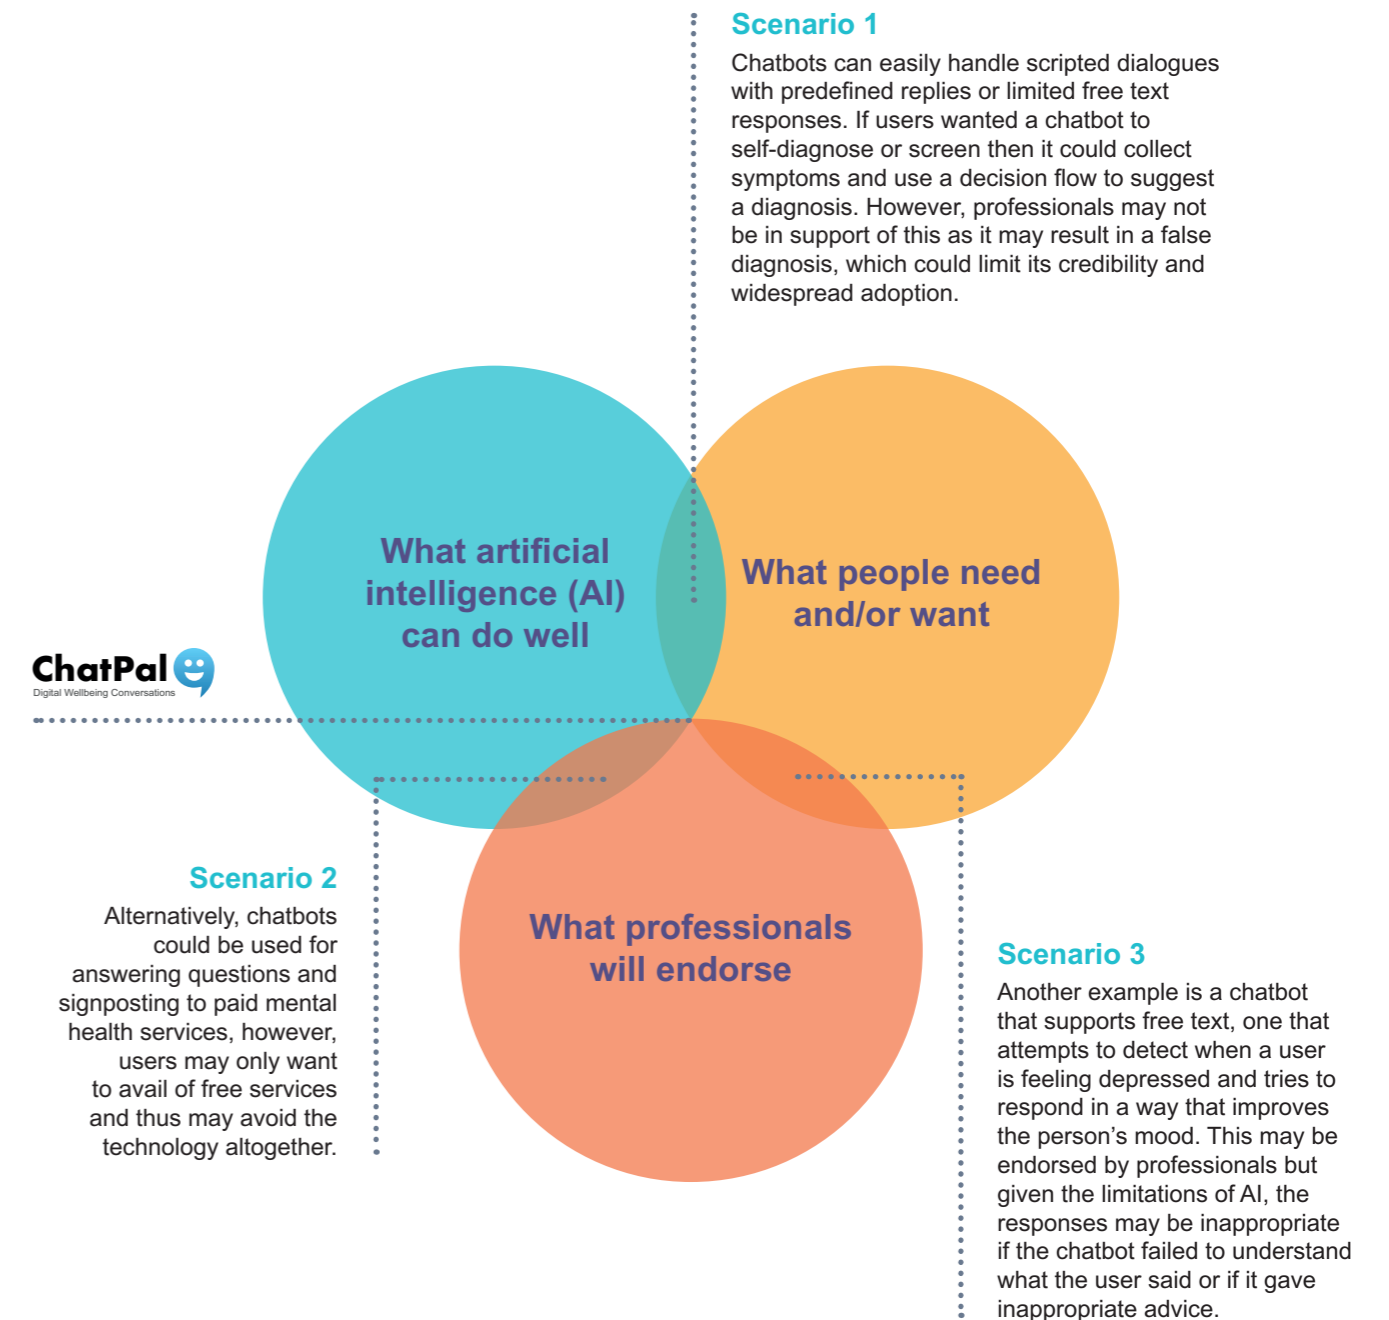 Scenario 1
Chatbots can easily handle scripted dialogues
with predefined replies or limited free text
responses. If users wanted a chatbot to
self-diagnose or screen then it could collect
symptoms and use a decision flow to suggest
a diagnosis. However, professionals may not
be in support of this as it may result in a false
diagnosis, which could limit its credibility and
widespread adoption.
What artificial
intelligence (AI)
can do well
What people need
and/or want
ChatPal
Digital Wellbeing Conversations
Scenario 2
Alternatively, chatbots
could be used for
answering questions and
signposting to paid mental
health services, however,
users may only want
to avail of free services
and thus may avoid the
technology altogether.
What professionals
will endorse
Scenario 3
Another example is a chatbot
that supports free text, one that
attempts to detect when a user
is feeling depressed and tries to
respond in a way that improves
the person’s mood. This may be
endorsed by professionals but
given the limitations of AI, the
responses may be inappropriate
if the chatbot failed to understand
what the user said or if it gave
inappropriate advice.